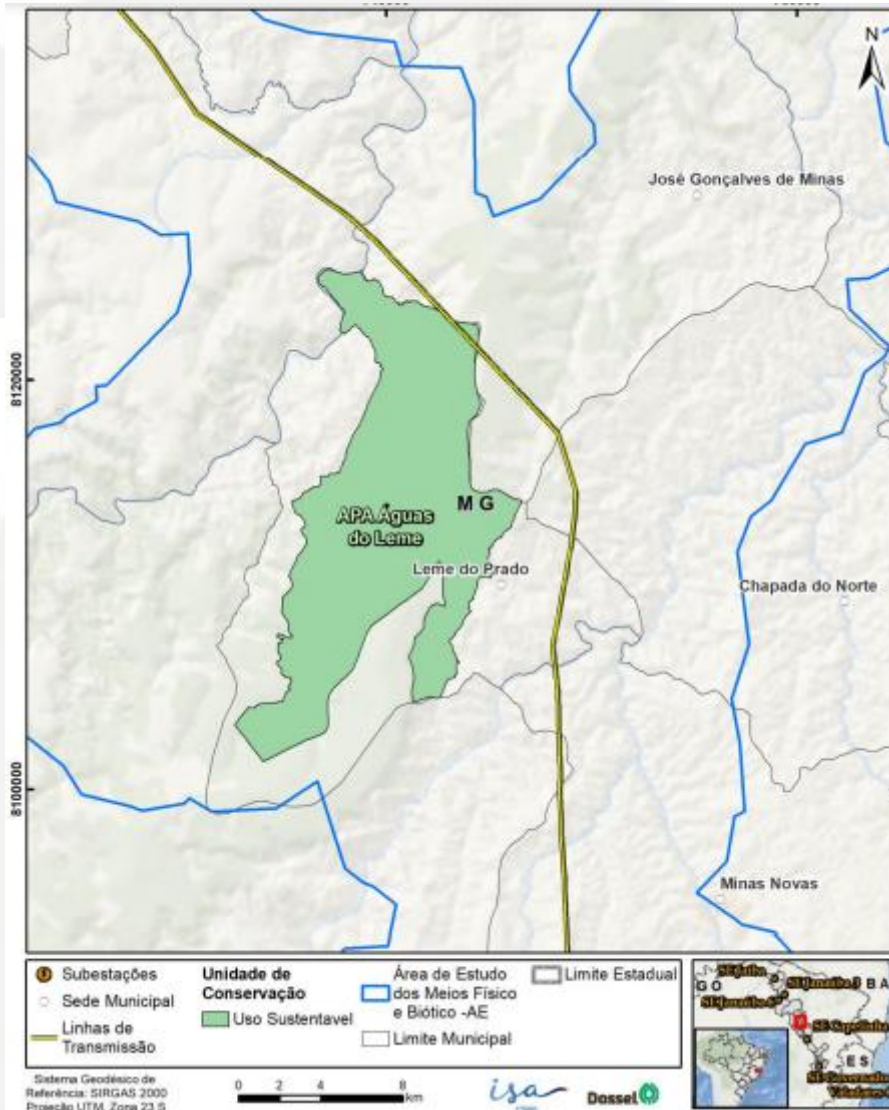 N
José Gonçalves de Minas
8120000
M G
APA Águas
do Leme
Leme do Prado
Chapada do Norte
8100000
Minas Novas
Subestações
Sede Municipal
Linhas de
Transmissão
Unidade de
Conservação
Uso Sustentavel
Área de Estudo
dos Meios Físico
e Biótico -AE
Limite Municipal
Limite Estadual
GO
BA
SE Janaúba 3
ES
Sistema Geodésico de
Referência: SIRGAS 2000
Projeção UTM, Zona 23 S
0 2 4 8
km
isa
Dossel